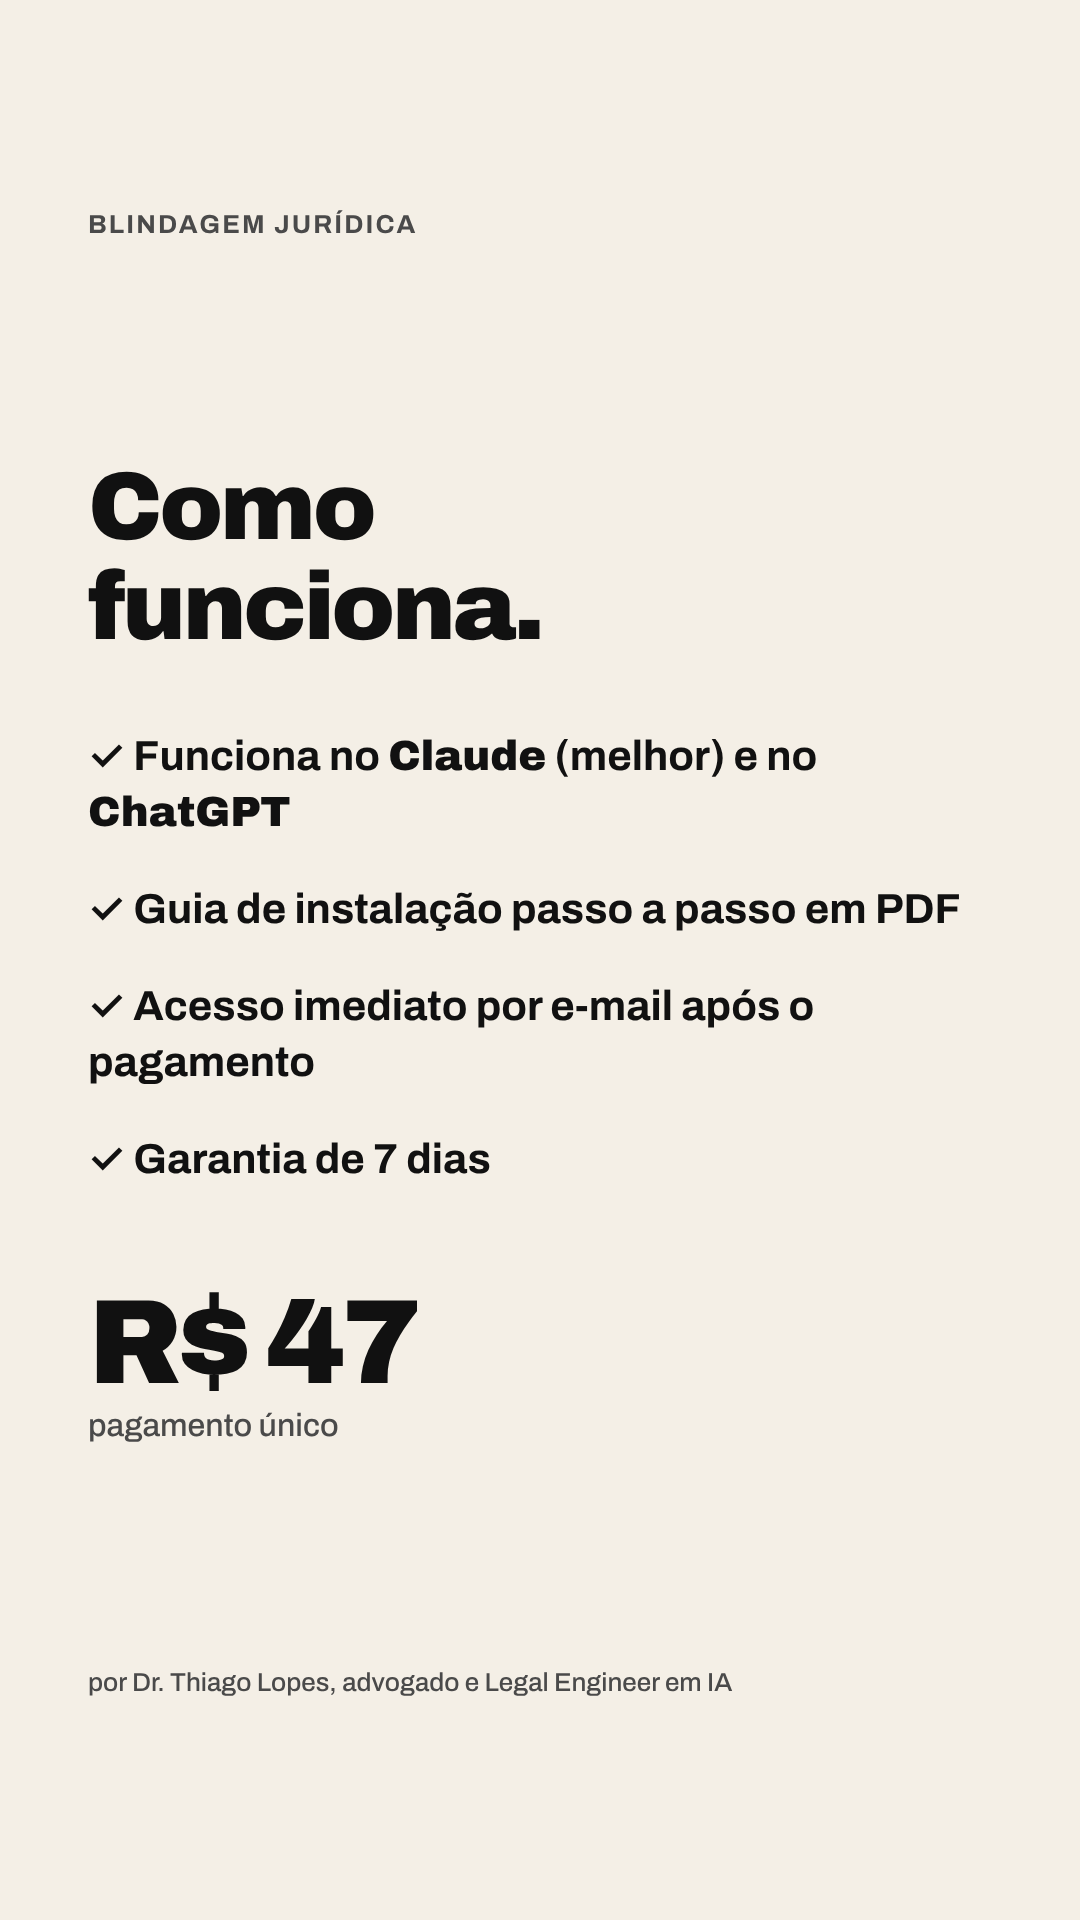 BLINDAGEM JURÍDICA
Como
funciona.
✓ Funciona no Claude (melhor) e no
ChatGPT
✓ Guia de instalação passo a passo em PDF
✓ Acesso imediato por e-mail após o
pagamento
✓ Garantia de 7 dias
R$ 47
pagamento único
por Dr. Thiago Lopes, advogado e Legal Engineer em IA